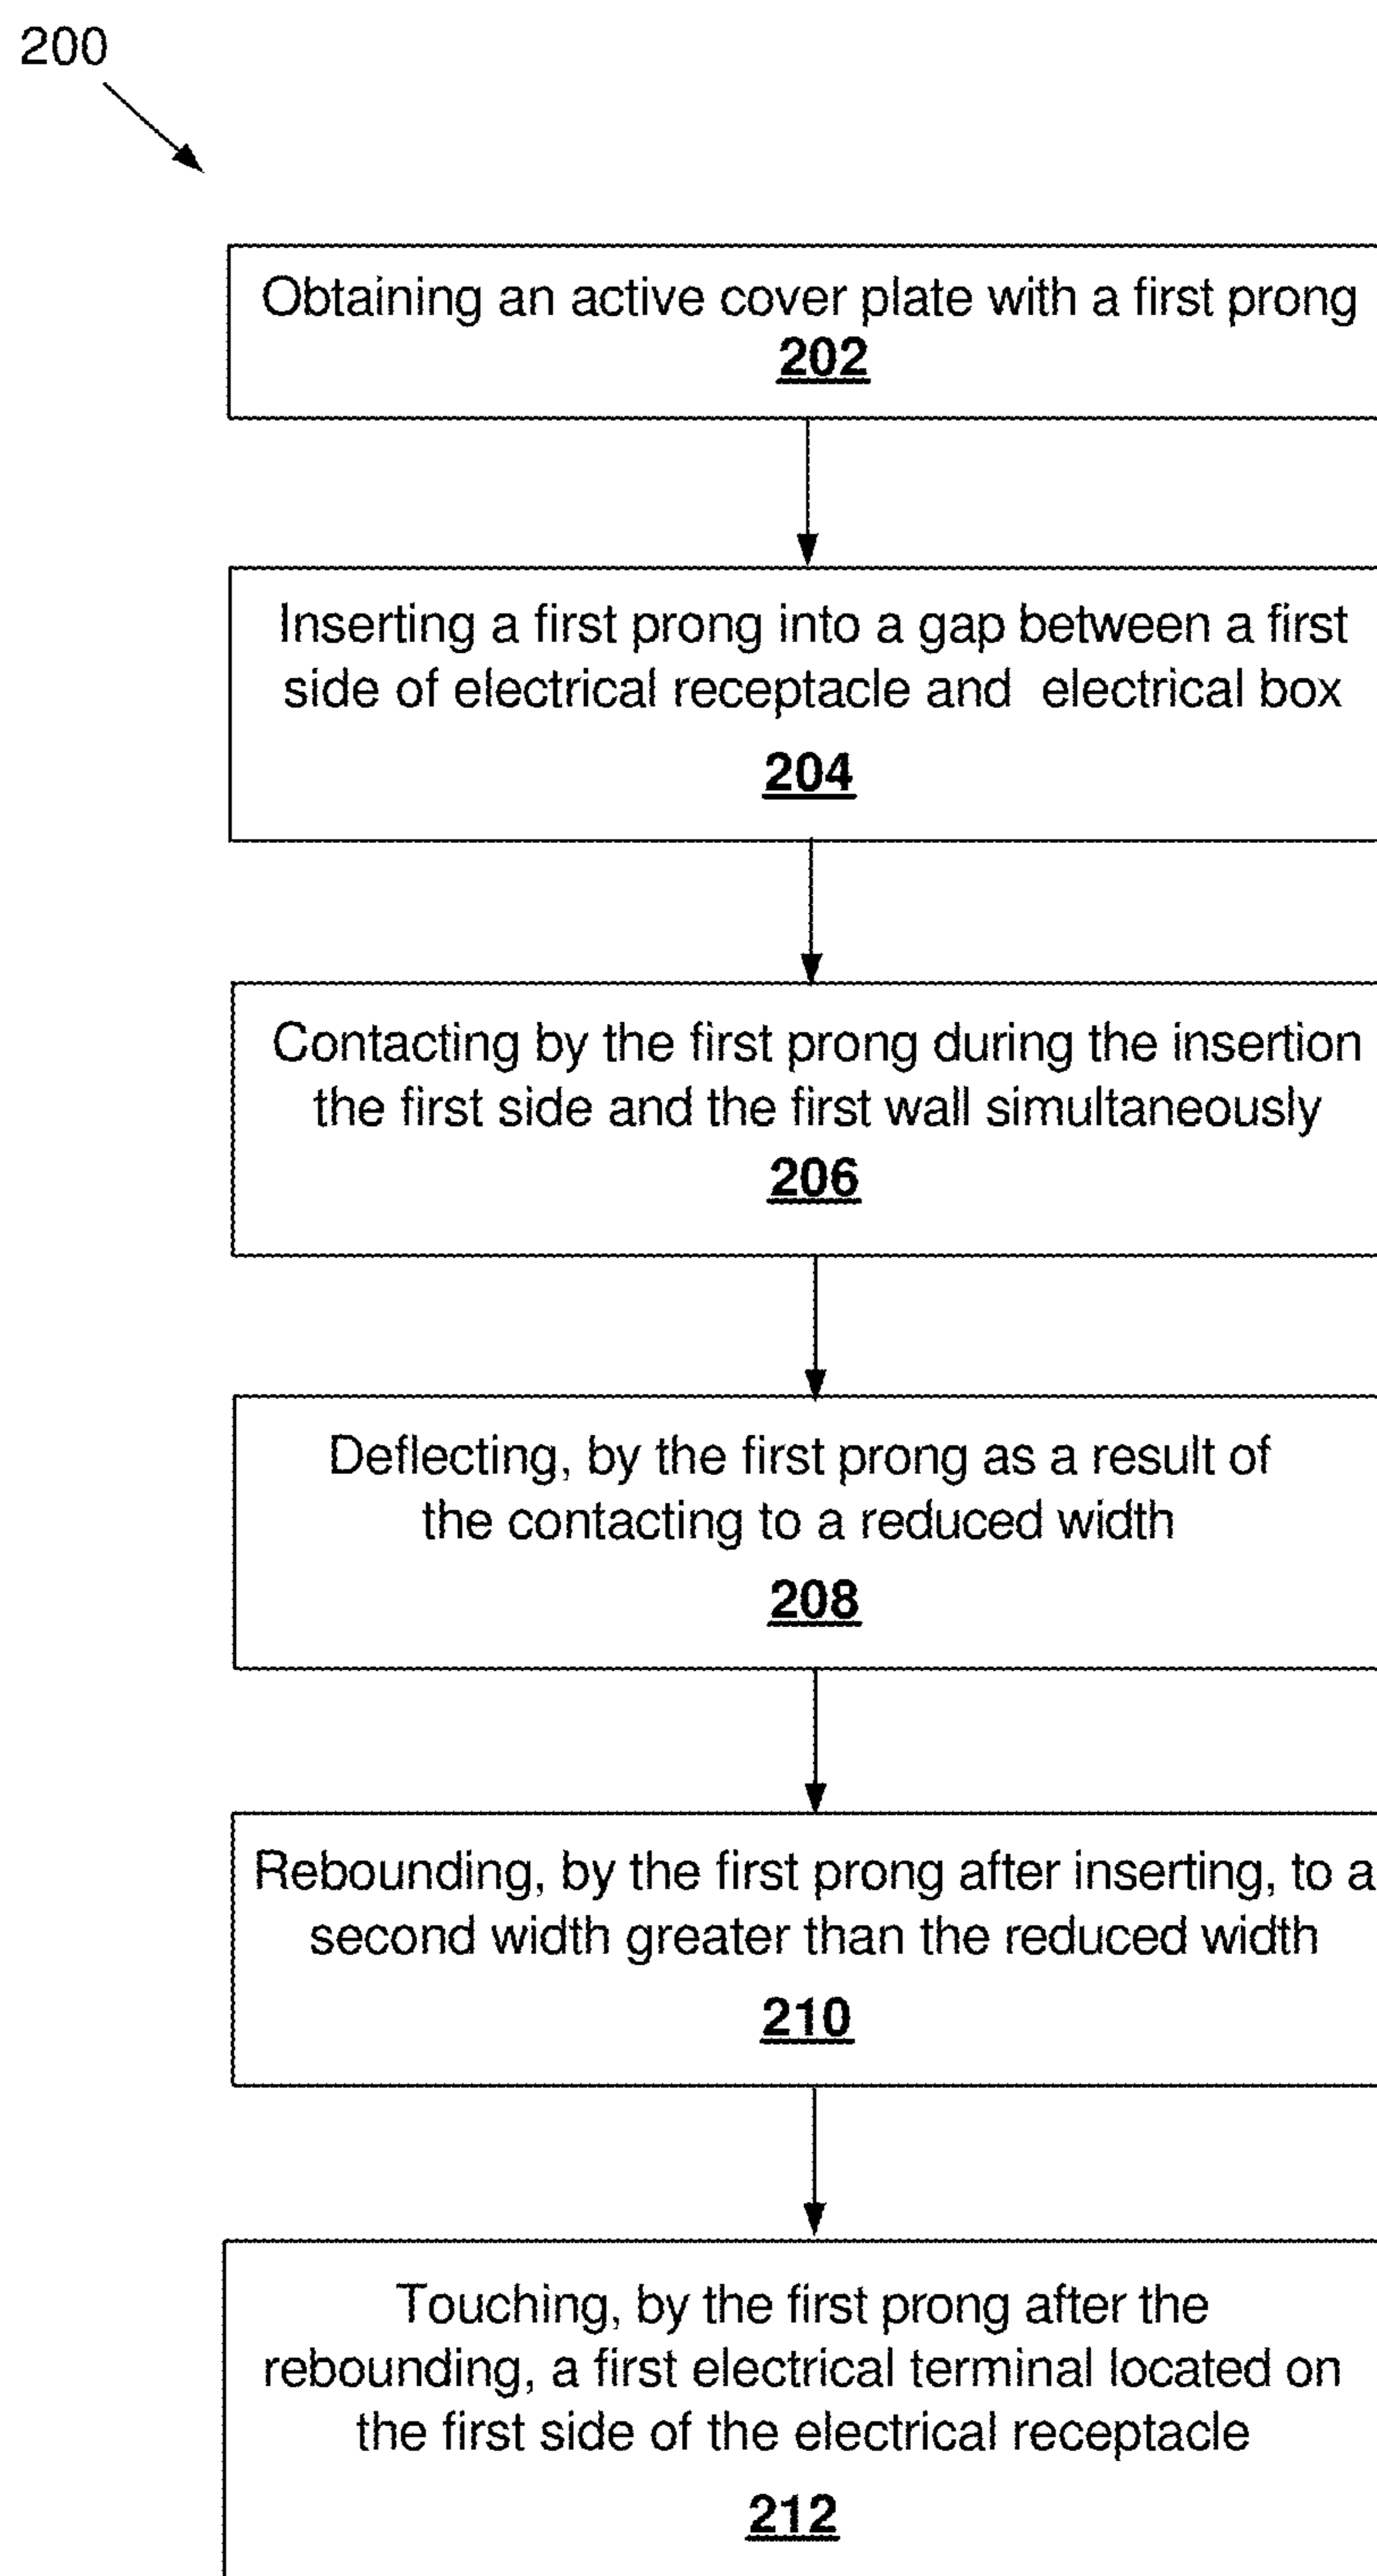 200
Obtaining an active cover plate with a first prong
202
Inserting a first prong into a gap between a first
side of electrical receptacle and electrical box
204
Contacting by the first prong during the insertion
the first side and the first wall simultaneously
206
Deflecting, by the first prong as a result of
the contacting to a reduced width
208
Rebounding, by the first prong after inserting, to a
second width greater than the reduced width
210
Touching, by the first prong after the
rebounding, a first electrical terminal located on
the first side of the electrical receptacle
212